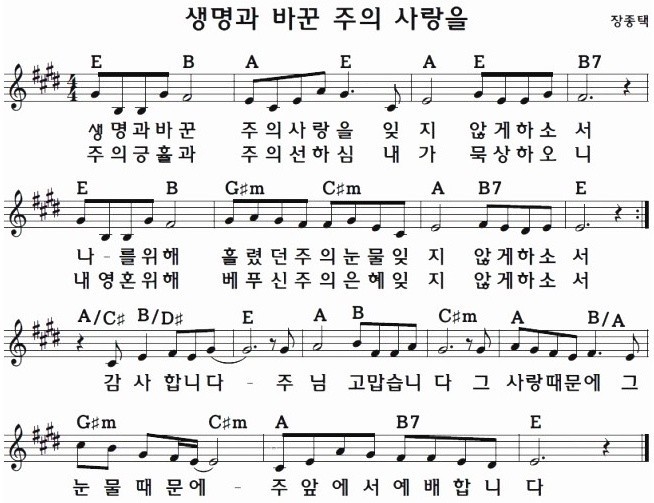 생명과 바꾼 주의 사랑을
장종택
E B A E A E B7
4/4
생명과바꾼 주의사랑을 잊지 않게하소서
주의긍휼과 주의선하심 내가 묵상하오니
E B G♯m C♯m A B7 E
나-를위해 흘렸던주의눈물잊지 않게하소서
내영혼위해 베푸신주의은혜잊지 않게하소서
A/C♯ B/D♯ E A B C♯m A B/A
감사합니다-주님 고맙습니다 그 사랑때문에 그
G♯m C♯m A B7 E
눈물때문에-주앞에서예배합니다